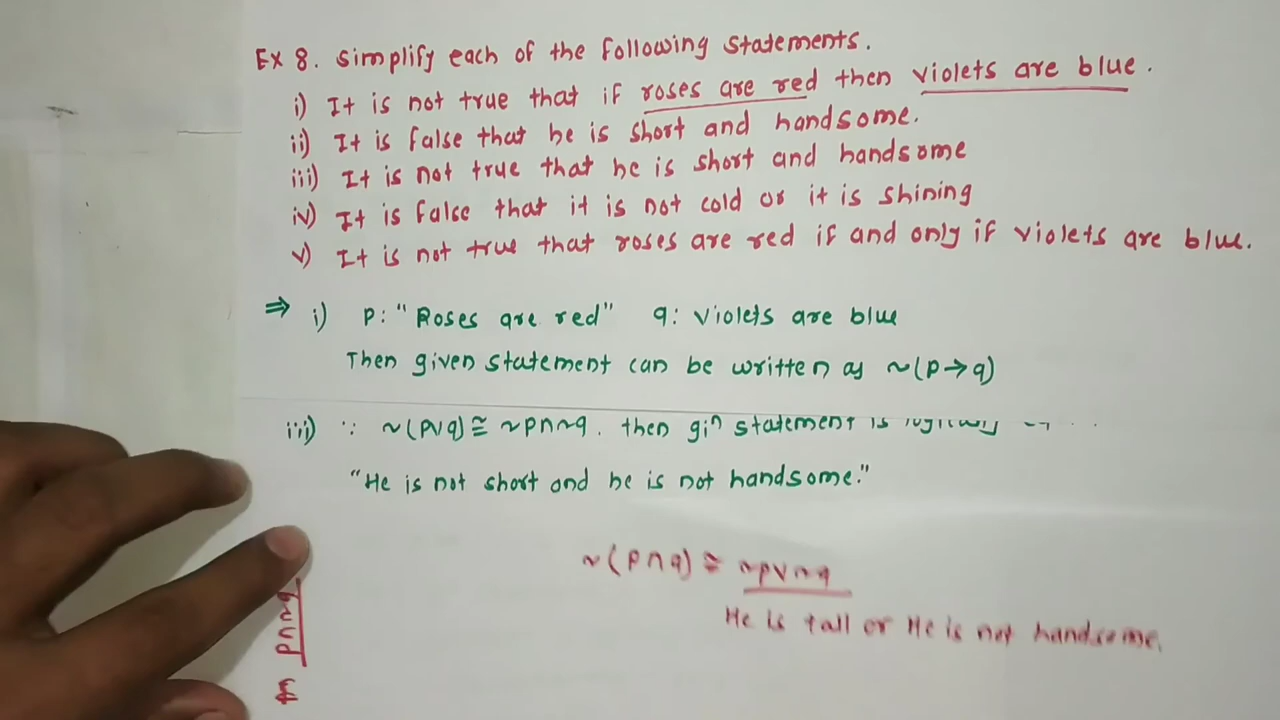 Ex 8. Simplify each of the following statements.
i) It is not true that if roses are red then violets are blue.
ii) It is false that he is short and handsome.
iii) It is not true that he is short and handsome
iv) It is false that it is not cold or it is shining
v) It is not true that roses are red if and only if violets are blue.
⇒ i) p: "Roses are red" q: violets are blue
Then given statement can be written as ~(p→q)
iii) ∵ ~(p∨q) ≅ ~p∧~q. then giⁿ statement is logically
"He is not short and he is not handsome."
~(p∧q) ≅ ~p∨~q
He is tall or He is not handsome.
p∧~q